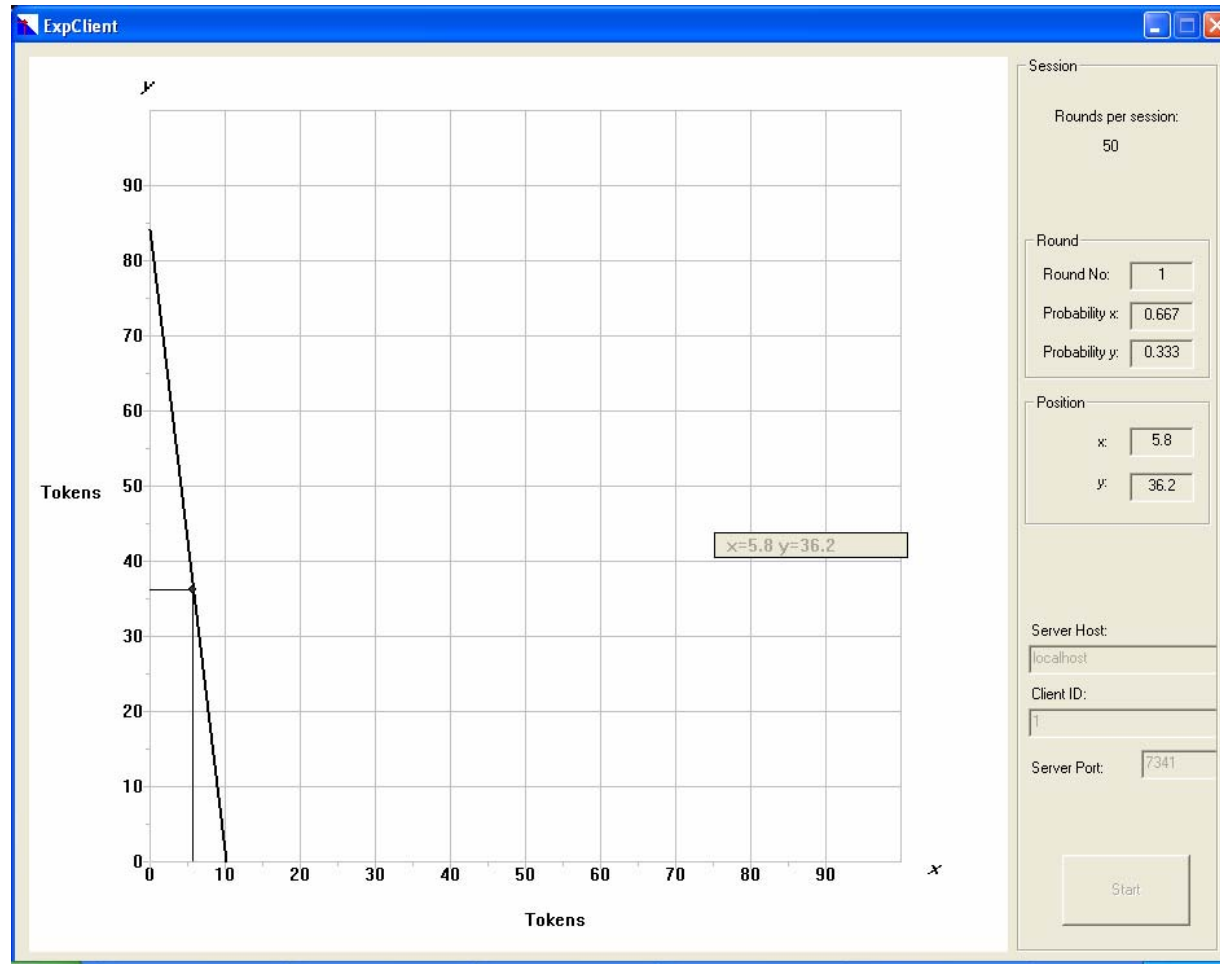 ExpClient
y
90
80
70
60
50
40
30
20
10
0
Tokens
x=5.8 y=36.2
0 10 20 30 40 50 60 70 80 90
x
Tokens
Session
Rounds per session:
50
Round
Round No: 1
Probability x: 0.667
Probability y: 0.333
Position
x: 5.8
y: 36.2
Server Host:
localhost
Client ID:
1
Server Port: 7341
Start